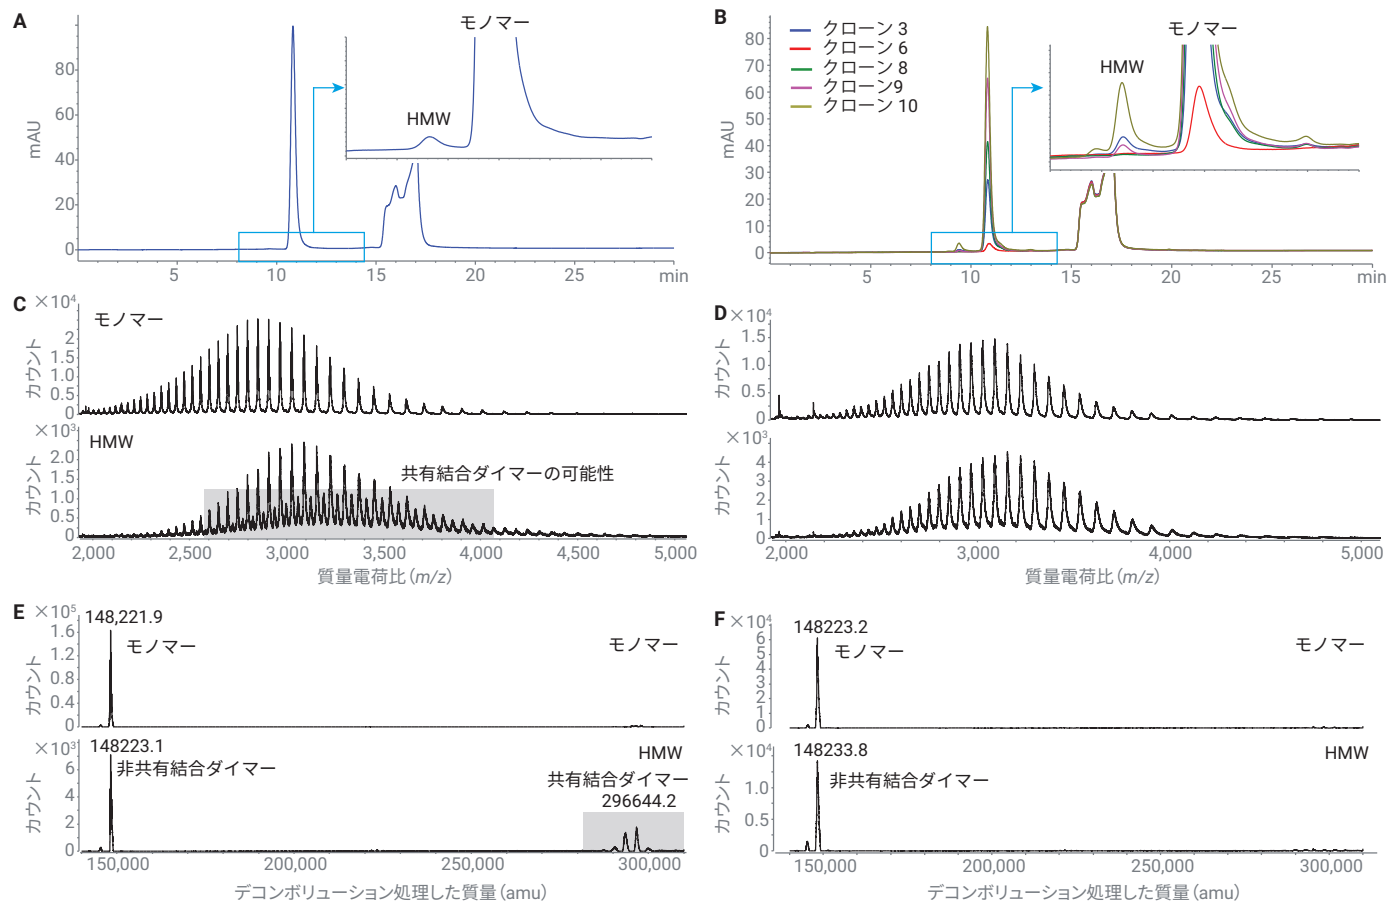 A
モノマー
HMW
mAU
80
60
40
20
0
5
10
15
20
25
min
B
クローン 3
クローン 6
クローン 8
クローン9
クローン 10
モノマー
HMW
mAU
80
70
60
50
40
30
20
10
0
5
10
15
20
25
min
C
×10⁴
モノマー
カウント
2
1.5
1.0
0.5
0
×10³
HMW
カウント
2.0
1.5
1.0
0.5
0
共有結合ダイマーの可能性
2,000
2,500
3,000
3,500
4,000
4,500
5,000
質量電荷比（m/z）
D
×10⁴
カウント
1.5
1.0
0.5
0
×10³
カウント
4
3
2
1
0
2,000
3,000
4,000
5,000
質量電荷比（m/z）
E
×10⁵
148,221.9
モノマー
モノマー
カウント
1.6
1.2
0.8
0.4
0
×10³
148223.1
非共有結合ダイマー
HMW
共有結合ダイマー
296644.2
カウント
6
4
2
0
150,000
200,000
250,000
300,000
デコンボリューション処理した質量（amu）
F
×10⁴
148223.2
モノマー
モノマー
カウント
6
5
4
3
2
1
0
×10⁴
148233.8
非共有結合ダイマー
HMW
カウント
1.0
0.5
0
150,000
200,000
250,000
300,000
デコンボリューション処理した質量（amu）